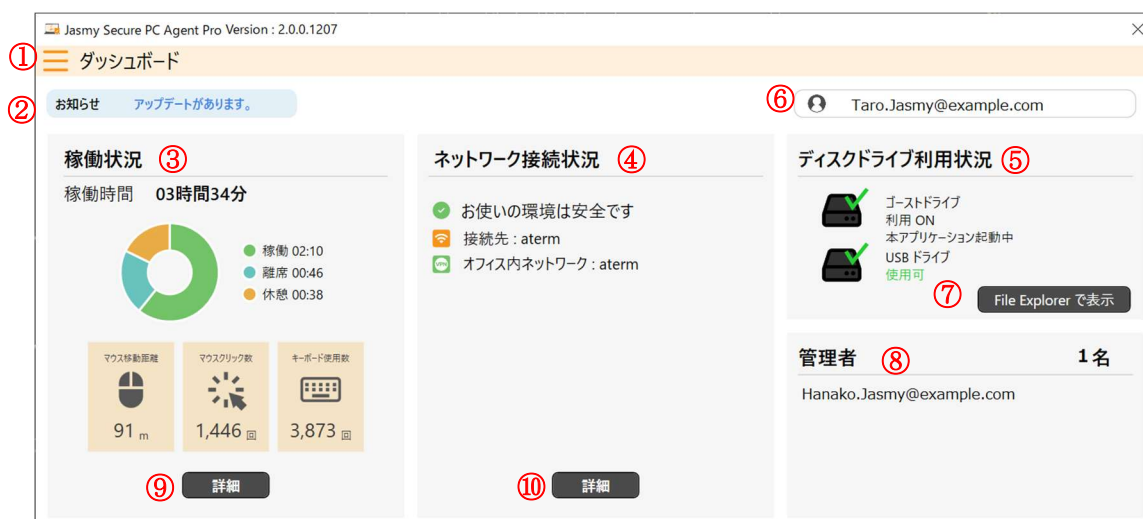 Jasmy Secure PC Agent Pro Version : 2.0.0.1207
① ダッシュボード
② お知らせ アップデートがあります。
⑥ Taro.Jasmy@example.com
稼働状況 ③
稼働時間 03時間34分
稼働 02:10
離席 00:46
休憩 00:38
マウス移動距離
91 m
マウスクリック数
1,446 回
キーボード使用数
3,873 回
⑨ 詳細
ネットワーク接続状況 ④
お使いの環境は安全です
接続先 : aterm
VPN オフィス内ネットワーク : aterm
⑩ 詳細
ディスクドライブ利用状況 ⑤
ゴーストドライブ
利用 ON
本アプリケーション起動中
USB ドライブ
使用可
⑦ File Explorer で表示
管理者 ⑧ 1名
Hanako.Jasmy@example.com